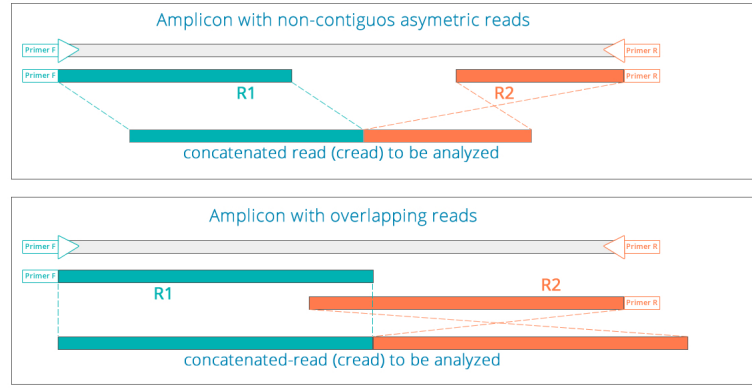 Amplicon with non-contiguos asymetric reads
Primer F
Primer R
Primer F
Primer R
R1
R2
concatenated read (cread) to be analyzed
Amplicon with overlapping reads
Primer F
Primer R
Primer F
R2
R1
Primer R
concatenated-read (cread) to be analyzed